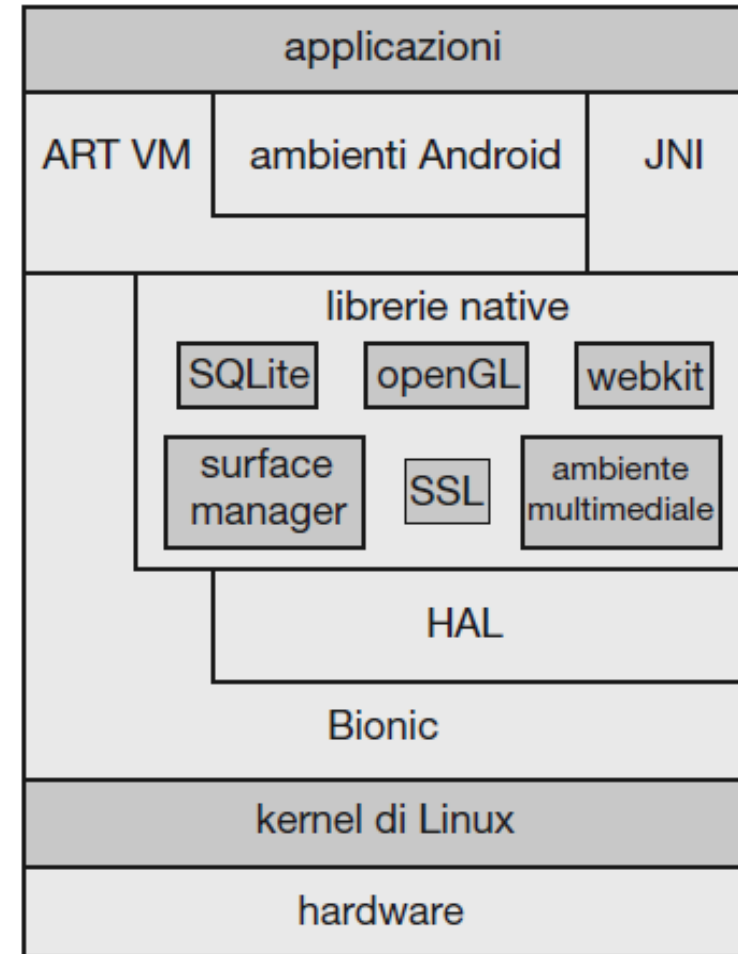 applicazioni
ART VM
ambienti Android
JNI
librerie native
SQLite
openGL
webkit
surface
manager
SSL
ambiente
multimediale
HAL
Bionic
kernel di Linux
hardware